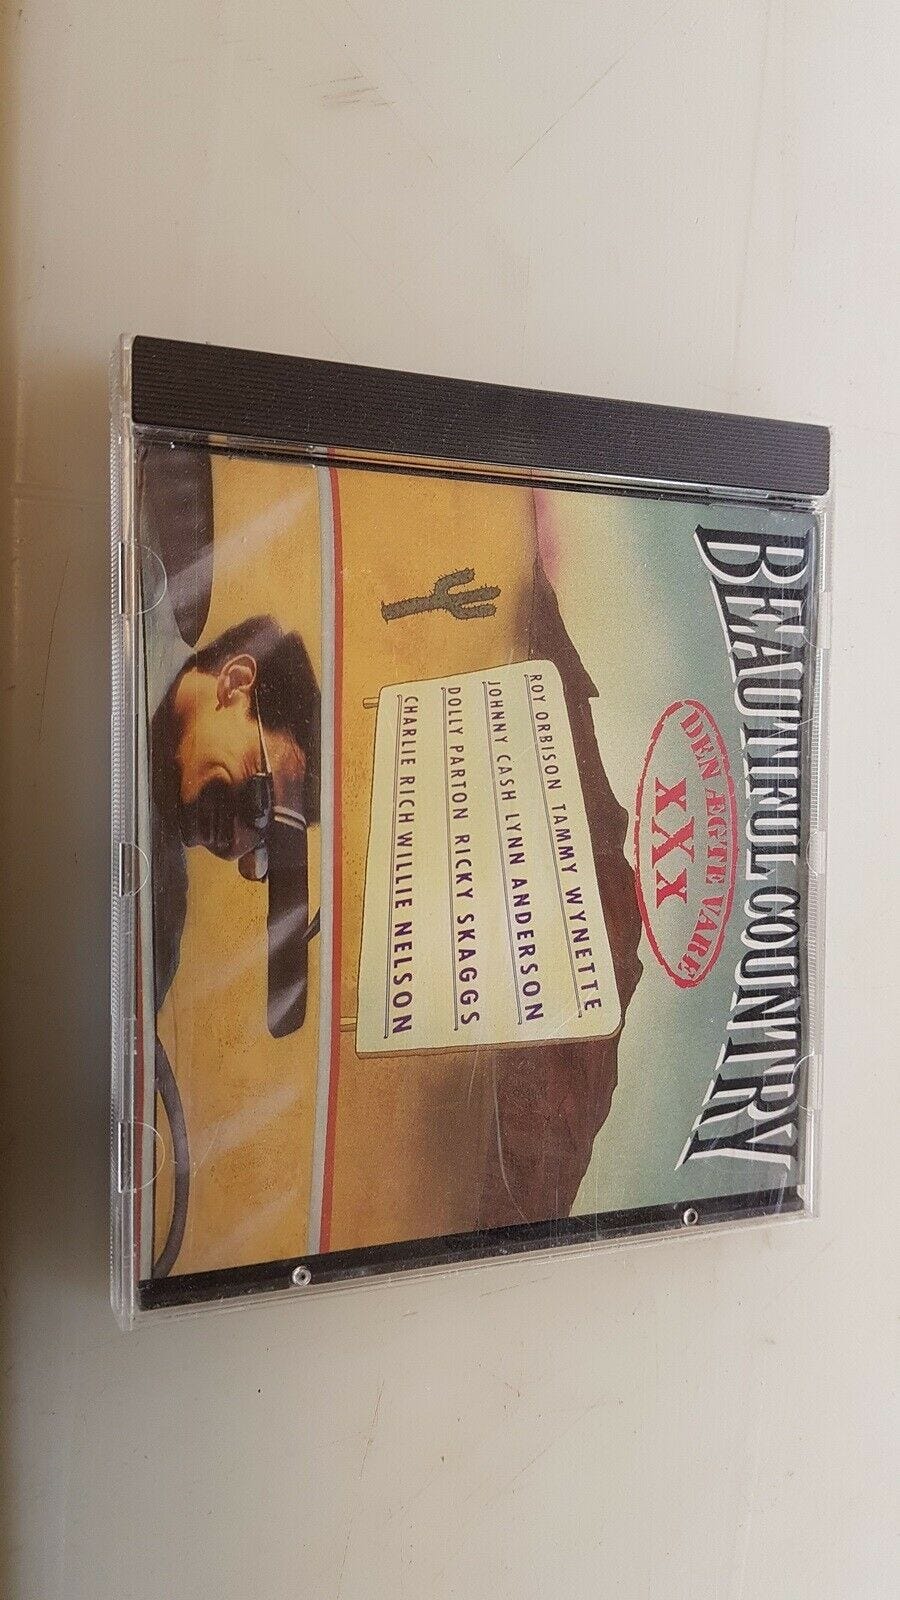 BEAUTIFUL COUNTRY
DEN ÆGTE VARE
XXX
ROY ORBISON TAMMY WYNETTE
JOHNNY CASH LYNN ANDERSON
DOLLY PARTON RICKY SKAGGS
CHARLIE RICH WILLIE NELSON